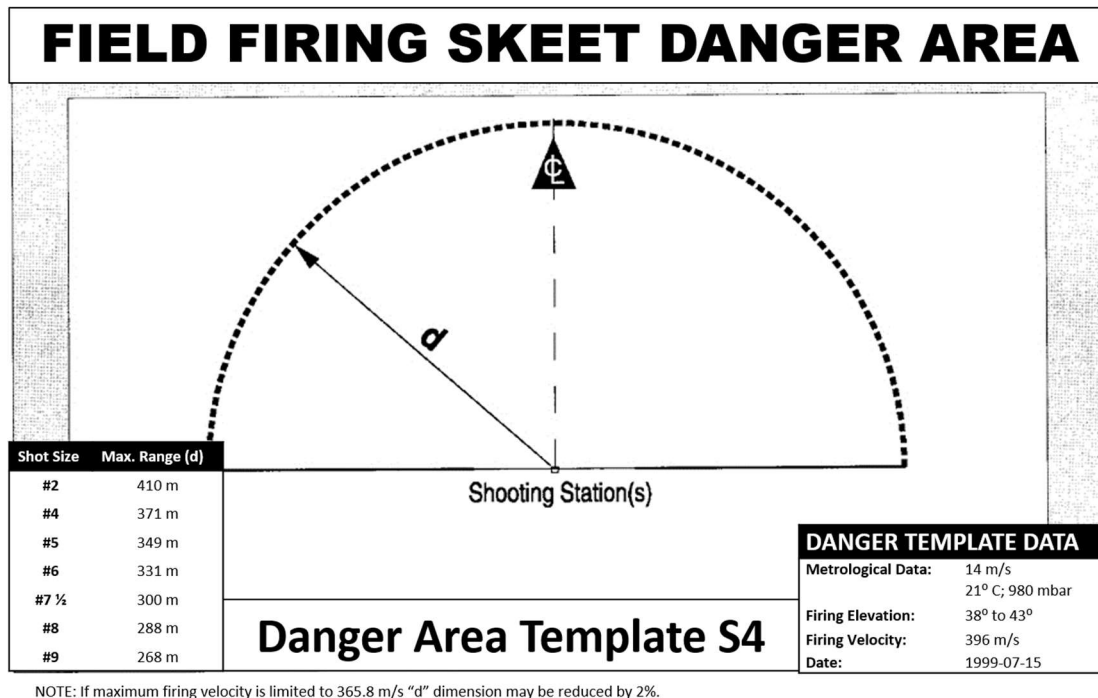 FIELD FIRING SKEET DANGER AREA
℄
d
Shooting Station(s)
Shot Size Max. Range (d)
#2 410 m
#4 371 m
#5 349 m
#6 331 m
#7 ½ 300 m
#8 288 m
#9 268 m
Danger Area Template S4
DANGER TEMPLATE DATA
Metrological Data: 14 m/s
21⁰ C; 980 mbar
Firing Elevation: 38⁰ to 43⁰
Firing Velocity: 396 m/s
Date: 1999-07-15
NOTE: If maximum firing velocity is limited to 365.8 m/s “d” dimension may be reduced by 2%.